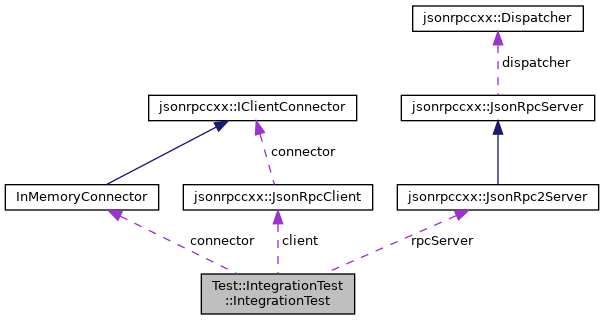 jsonrpccxx::Dispatcher
dispatcher
jsonrpccxx::IClientConnector
jsonrpccxx::JsonRpcServer
connector
InMemoryConnector
jsonrpccxx::JsonRpcClient
jsonrpccxx::JsonRpc2Server
connector
client
rpcServer
Test::IntegrationTest
::IntegrationTest